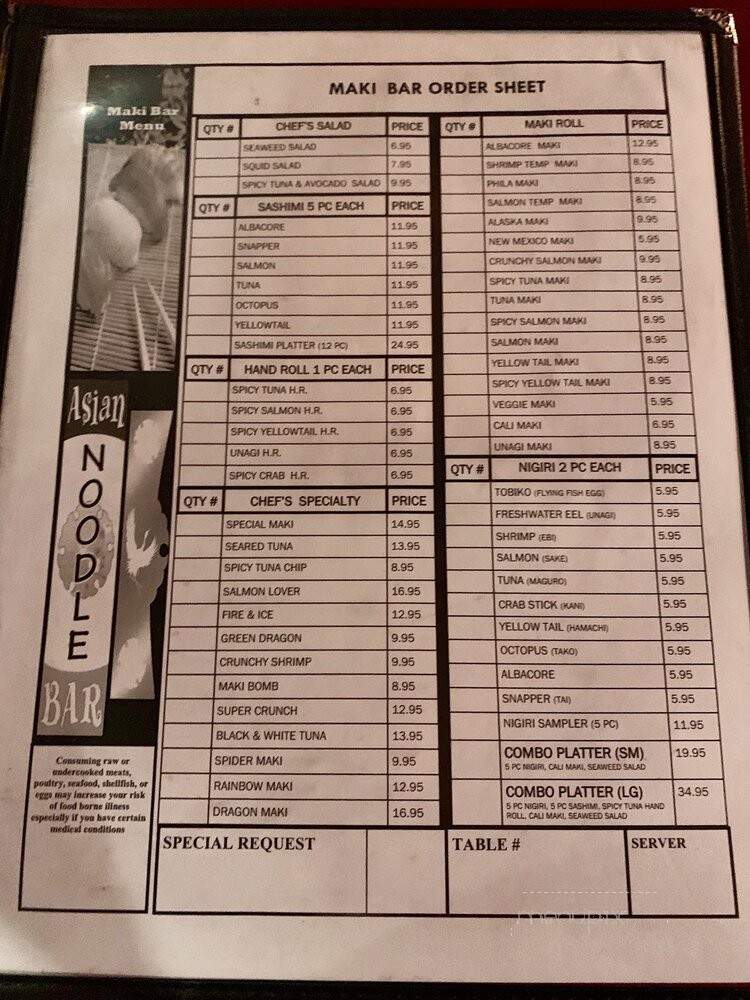 MAKI BAR ORDER SHEET
Maki Bar
Menu
QTY # CHEF'S SALAD PRICE
SEAWEED SALAD 6.95
SQUID SALAD 7.95
SPICY TUNA & AVOCADO SALAD 9.95
QTY # SASHIMI 5 PC EACH PRICE
ALBACORE 11.95
SNAPPER 11.95
SALMON 11.95
TUNA 11.95
OCTOPUS 11.95
YELLOWTAIL 11.95
SASHIMI PLATTER (12 PC) 24.95
QTY # HAND ROLL 1 PC EACH PRICE
SPICY TUNA H.R. 6.95
SPICY SALMON H.R. 6.95
SPICY YELLOWTAIL H.R. 6.95
UNAGI H.R. 6.95
SPICY CRAB H.R. 6.95
QTY # CHEF'S SPECIALTY PRICE
SPECIAL MAKI 14.95
SEARED TUNA 13.95
SPICY TUNA CHIP 8.95
SALMON LOVER 16.95
FIRE & ICE 12.95
GREEN DRAGON 9.95
CRUNCHY SHRIMP 9.95
MAKI BOMB 8.95
SUPER CRUNCH 12.95
BLACK & WHITE TUNA 13.95
SPIDER MAKI 9.95
RAINBOW MAKI 12.95
DRAGON MAKI 16.95
QTY # MAKI ROLL PRICE
ALBACORE MAKI 12.95
SHRIMP TEMP MAKI 8.95
PHILA MAKI 8.95
SALMON TEMP MAKI 8.95
ALASKA MAKI 9.95
NEW MEXICO MAKI 5.95
CRUNCHY SALMON MAKI 9.95
SPICY TUNA MAKI 8.95
TUNA MAKI 8.95
SPICY SALMON MAKI 8.95
SALMON MAKI 8.95
YELLOW TAIL MAKI 8.95
SPICY YELLOW TAIL MAKI 8.95
VEGGIE MAKI 5.95
CALI MAKI 6.95
UNAGI MAKI 8.95
QTY # NIGIRI 2 PC EACH PRICE
TOBIKO (FLYING FISH EGG) 5.95
FRESHWATER EEL (UNAGI) 5.95
SHRIMP (EBI) 5.95
SALMON (SAKE) 5.95
TUNA (MAGURO) 5.95
CRAB STICK (KANI) 5.95
YELLOW TAIL (HAMACHI) 5.95
OCTOPUS (TAKO) 5.95
ALBACORE 5.95
SNAPPER (TAI) 5.95
NIGIRI SAMPLER (5 PC) 11.95
COMBO PLATTER (SM) 19.95
5 PC NIGIRI, CALI MAKI, SEAWEED SALAD
COMBO PLATTER (LG) 34.95
5 PC NIGIRI, 5 PC SASHIMI, SPICY TUNA HAND
ROLL, CALI MAKI, SEAWEED SALAD
Asian
NOODLE
BAR
Consuming raw or
undercooked meats,
poultry, seafood, shellfish, or
eggs may increase your risk
of food borne illness
especially if you have certain
medical conditions
SPECIAL REQUEST
TABLE #
SERVER